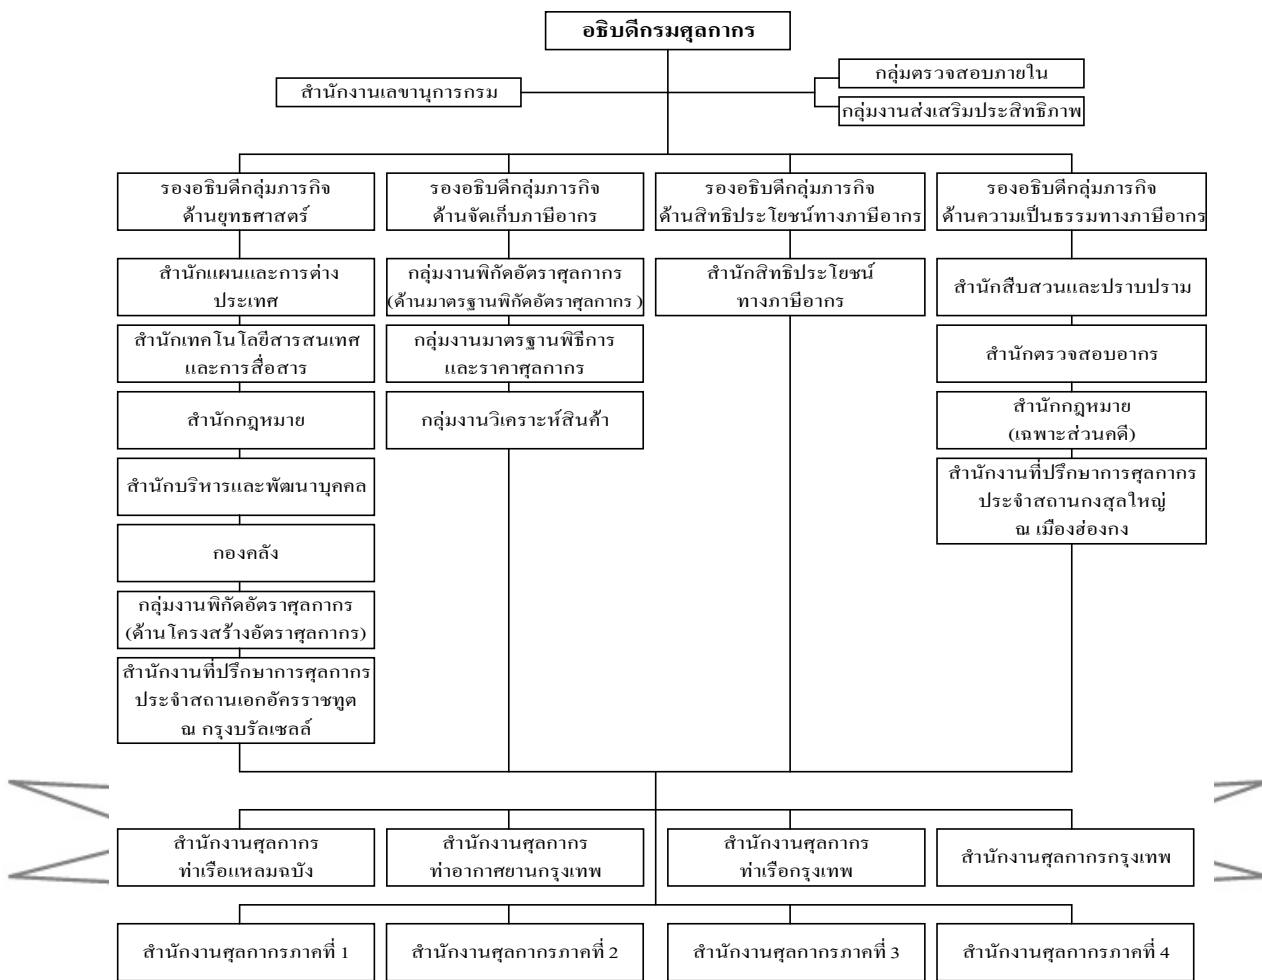 อธิบดีกรมศุลกากร
สำนักงานเลขานุการกรม
กลุ่มตรวจสอบภายใน
กลุ่มงานส่งเสริมประสิทธิภาพ
รองอธิบดีกลุ่มภารกิจ
ด้านยุทธศาสตร์
รองอธิบดีกลุ่มภารกิจ
ด้านจัดเก็บภาษีอากร
รองอธิบดีกลุ่มภารกิจ
ด้านสิทธิประโยชน์ทางภาษีอากร
รองอธิบดีกลุ่มภารกิจ
ด้านความเป็นธรรมทางภาษีอากร
สำนักแผนและการต่าง
ประเทศ
สำนักเทคโนโลยีสารสนเทศ
และการสื่อสาร
สำนักกฎหมาย
สำนักบริหารและพัฒนาบุคคล
กองคลัง
กลุ่มงานพิกัดอัตราศุลกากร
(ด้านโครงสร้างอัตราศุลกากร)
สำนักงานที่ปรึกษาการศุลกากร
ประจำสถานเอกอัครราชทูต
ณ กรุงบรัลเซลล์
กลุ่มงานพิกัดอัตราศุลกากร
(ด้านมาตรฐานพิกัดอัตราศุลกากร)
กลุ่มงานมาตรฐานพิธีการ
และราคาศุลกากร
กลุ่มงานวิเคราะห์สินค้า
สำนักสิทธิประโยชน์
ทางภาษีอากร
สำนักสืบสวนและปราบปราม
สำนักตรวจสอบอากร
สำนักกฎหมาย
(เฉพาะส่วนคดี)
สำนักงานที่ปรึกษาการศุลกากร
ประจำสถานกงสุลใหญ่
ณ เมืองฮ่องกง
สำนักงานศุลกากร
ท่าเรือแหลมฉบัง
สำนักงานศุลกากร
ท่าอากาศยานกรุงเทพ
สำนักงานศุลกากร
ท่าเรือกรุงเทพ
สำนักงานศุลกากรกรุงเทพ
สำนักงานศุลกากรภาคที่ 1
สำนักงานศุลกากรภาคที่ 2
สำนักงานศุลกากรภาคที่ 3
สำนักงานศุลกากรภาคที่ 4